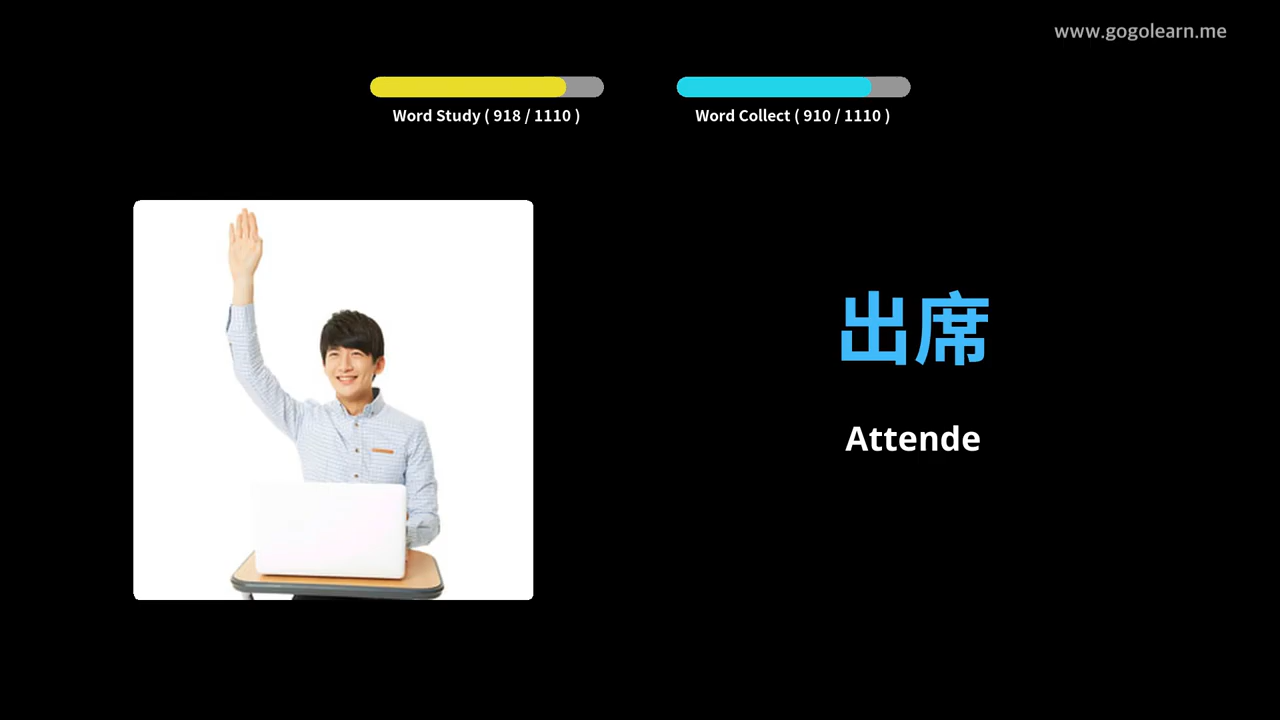 www.gogolearn.me
Word Study ( 918 / 1110 )
Word Collect ( 910 / 1110 )
出席
Attende